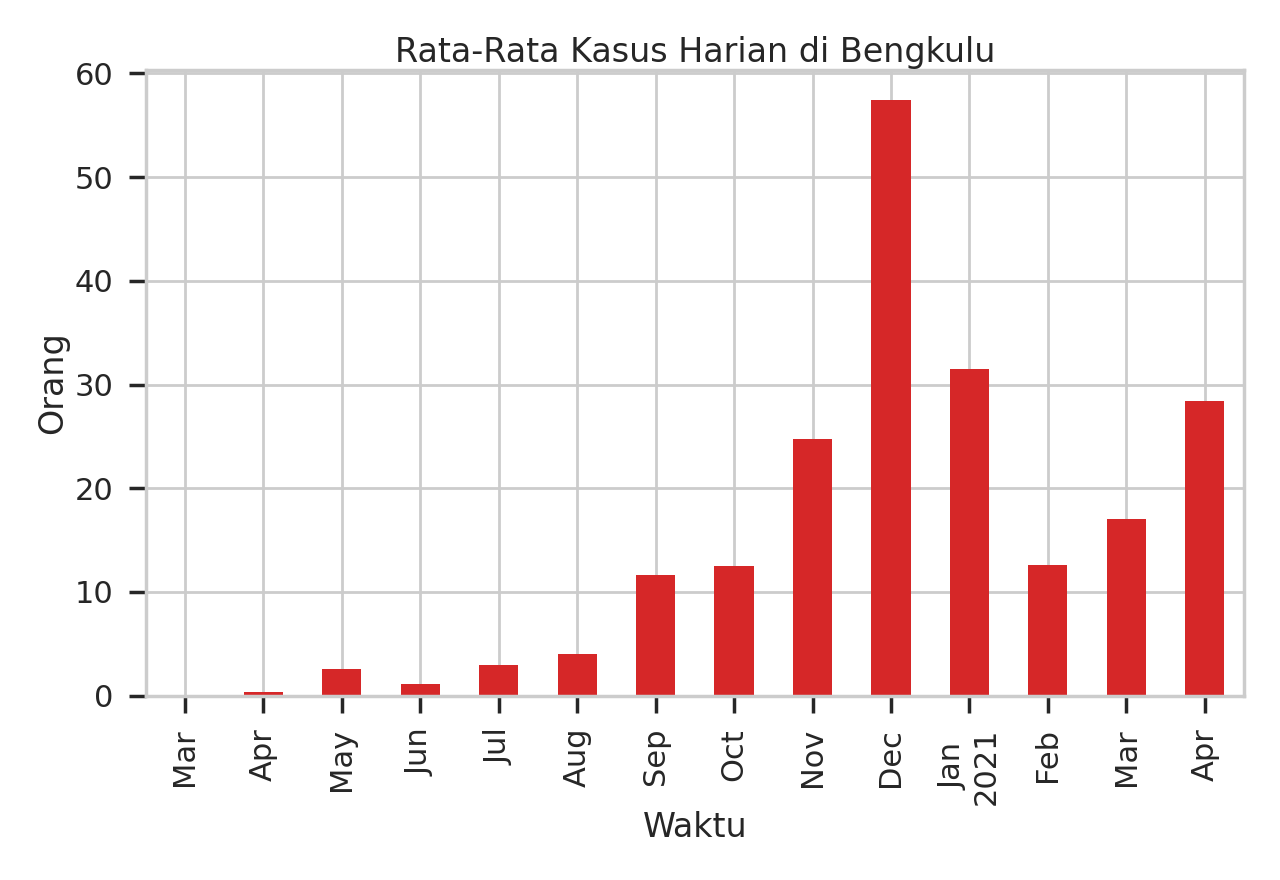 Rata-Rata Kasus Harian di Bengkulu
60
50
40
30
20
10
0
Orang
Mar
Apr
May
Jun
Jul
Aug
Sep
Oct
Nov
Dec
Jan
2021
Feb
Mar
Apr
Waktu